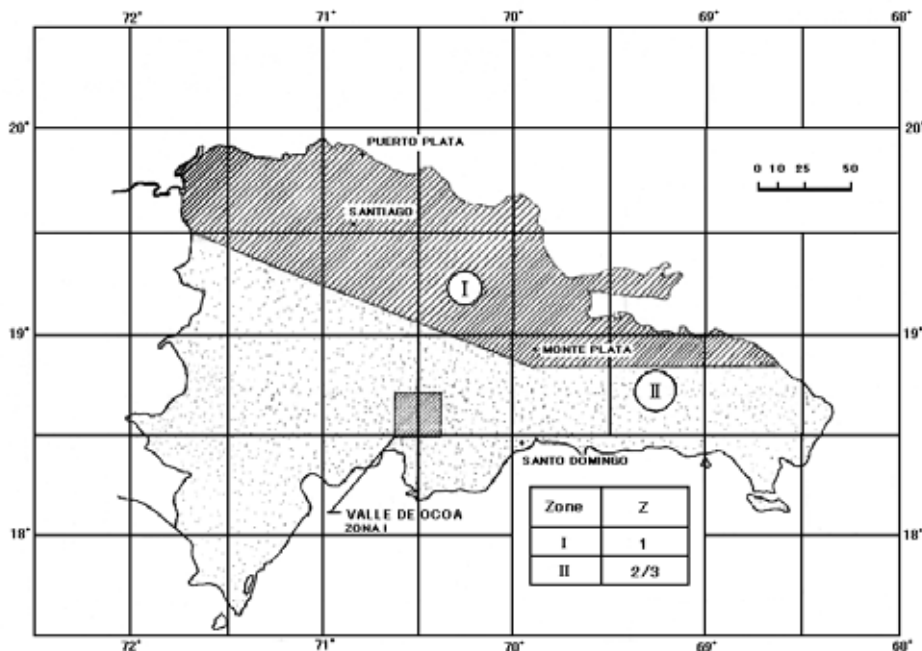 72° 71° 70° 69° 68°
20° 20°
PUERTO PLATA
0 10 25 50
SANTIAGO
I
19° 19°
MONTE PLATA
II
SANTO DOMINGO
VALLE DE OCOA
ZONA I
Zone Z
I 1
II 2/3
18° 18°
72° 71° 70° 69° 68°